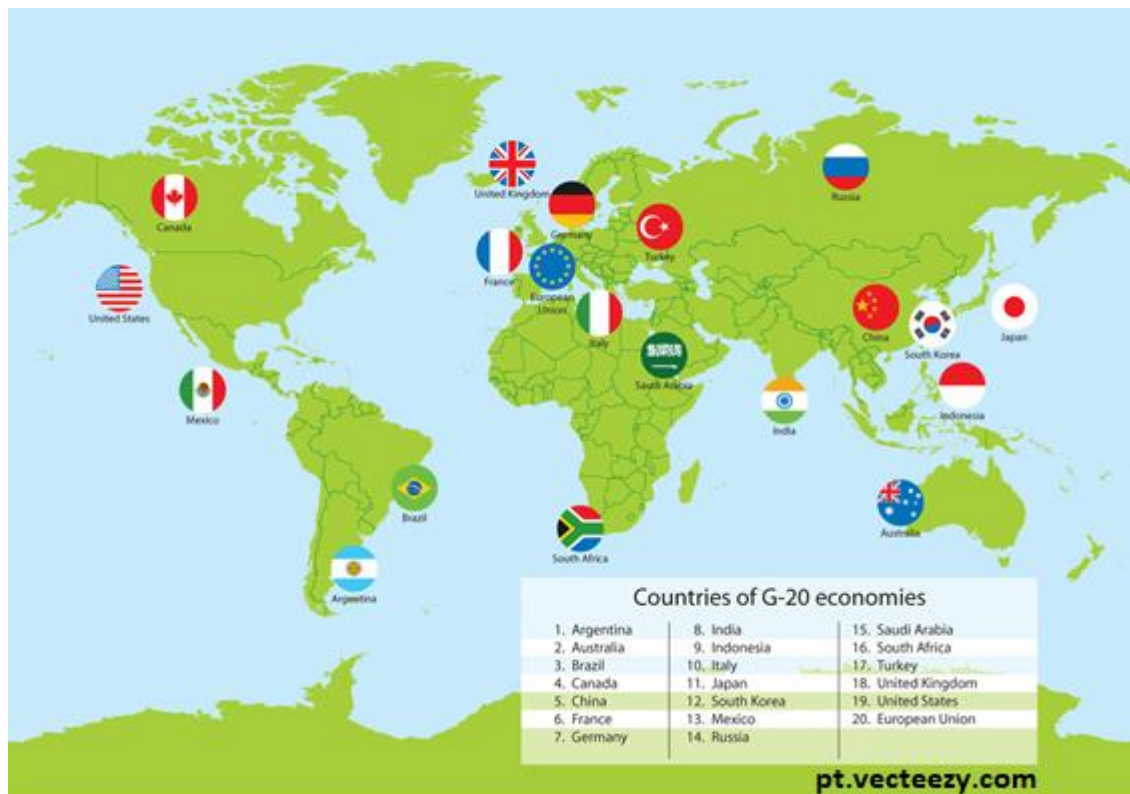 United Kingdom
Canada
Germany
Russia
Turkey
France
European
Union
United States
Italy
China
South Korea
Japan
South Arabia
Mexico
India
Indonesia
Brazil
Australia
South Africa
Argentina
Countries of G-20 economies
1. Argentina
2. Australia
3. Brazil
4. Canada
5. China
6. France
7. Germany
8. India
9. Indonesia
10. Italy
11. Japan
12. South Korea
13. Mexico
14. Russia
15. Saudi Arabia
16. South Africa
17. Turkey
18. United Kingdom
19. United States
20. European Union
pt.vecteezy.com